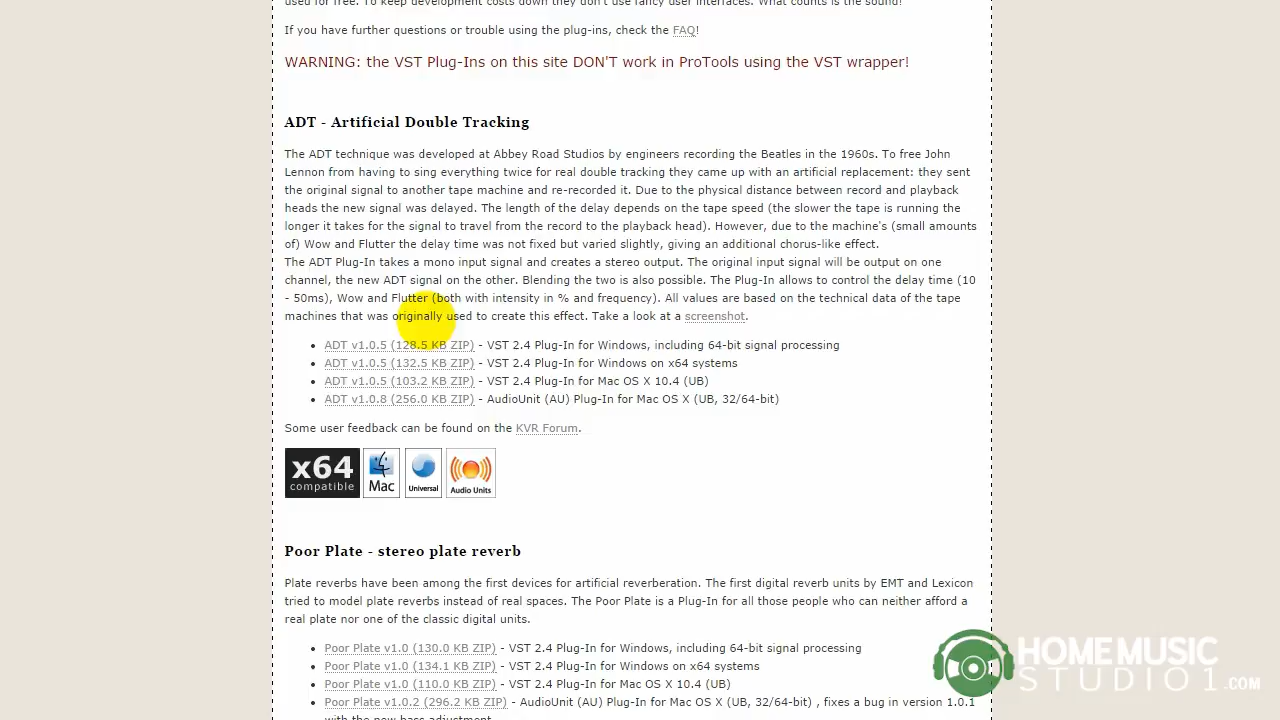 used for free. To keep development costs down they don't use fancy user interfaces. What counts is the sound!
If you have further questions or trouble using the plug-ins, check the FAQ!
WARNING: the VST Plug-Ins on this site DON'T work in ProTools using the VST wrapper!
ADT - Artificial Double Tracking
The ADT technique was developed at Abbey Road Studios by engineers recording the Beatles in the 1960s. To free John
Lennon from having to sing everything twice for real double tracking they came up with an artificial replacement: they sent
the original signal to another tape machine and re-recorded it. Due to the physical distance between record and playback
heads the new signal was delayed. The length of the delay depends on the tape speed (the slower the tape is running the
longer it takes for the signal to travel from the record to the playback head). However, due to the machine's (small amounts
of) Wow and Flutter the delay time was not fixed but varied slightly, giving an additional chorus-like effect.
The ADT Plug-In takes a mono input signal and creates a stereo output. The original input signal will be output on one
channel, the new ADT signal on the other. Blending the two is also possible. The Plug-In allows to control the delay time (10
- 50ms), Wow and Flutter (both with intensity in % and frequency). All values are based on the technical data of the tape
machines that was originally used to create this effect. Take a look at a screenshot.
• ADT v1.0.5 (128.5 KB ZIP) - VST 2.4 Plug-In for Windows, including 64-bit signal processing
• ADT v1.0.5 (132.5 KB ZIP) - VST 2.4 Plug-In for Windows on x64 systems
• ADT v1.0.5 (103.2 KB ZIP) - VST 2.4 Plug-In for Mac OS X 10.4 (UB)
• ADT v1.0.8 (256.0 KB ZIP) - AudioUnit (AU) Plug-In for Mac OS X (UB, 32/64-bit)
Some user feedback can be found on the KVR Forum.
x64 compatible Mac Universal Audio Units
Poor Plate - stereo plate reverb
Plate reverbs have been among the first devices for artificial reverberation. The first digital reverb units by EMT and Lexicon
tried to model plate reverbs instead of real spaces. The Poor Plate is a Plug-In for all those people who can neither afford a
real plate nor one of the classic digital units.
• Poor Plate v1.0 (130.0 KB ZIP) - VST 2.4 Plug-In for Windows, including 64-bit signal processing
• Poor Plate v1.0 (134.1 KB ZIP) - VST 2.4 Plug-In for Windows on x64 systems
• Poor Plate v1.0 (110.0 KB ZIP) - VST 2.4 Plug-In for Mac OS X 10.4 (UB)
• Poor Plate v1.0.2 (296.2 KB ZIP) - AudioUnit (AU) Plug-In for Mac OS X (UB, 32/64-bit) , fixes a bug in version 1.0.1
with the new bass adjustment
HOMEMUSIC
STUDIO1.COM